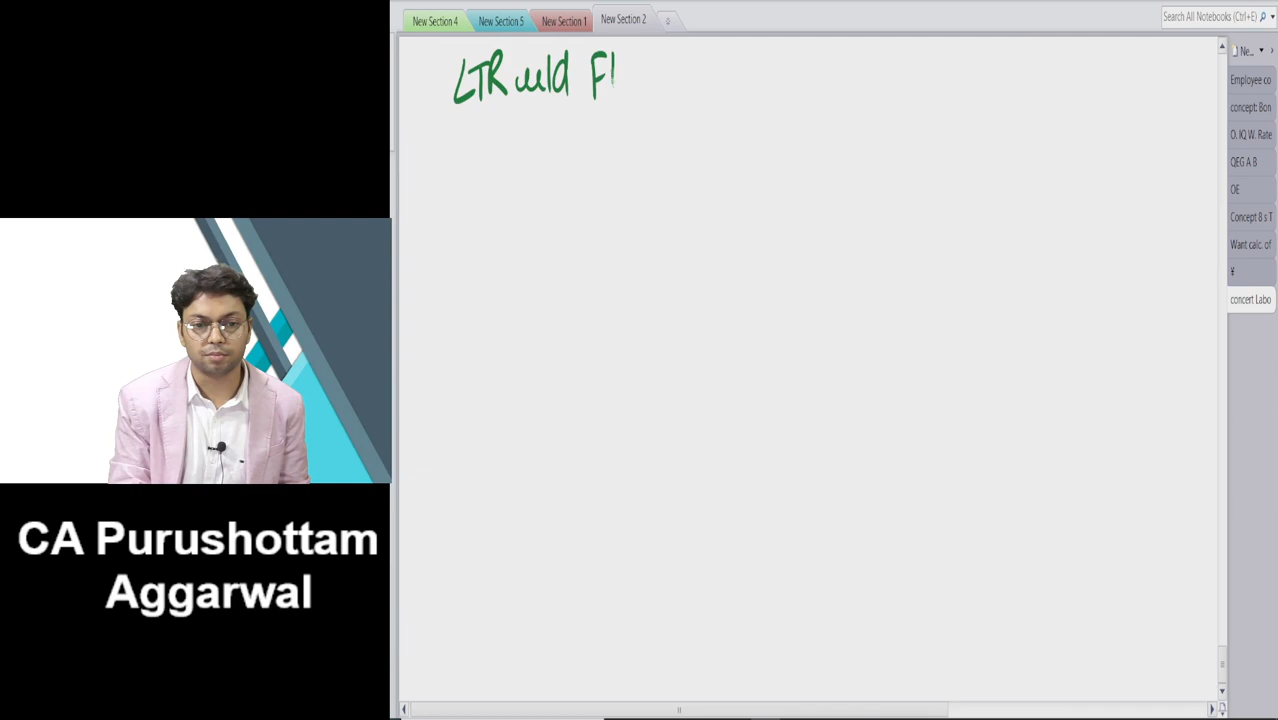 New Section 4
New Section 5
New Section 1
New Section 2
Search All Notebooks (Ctrl+E)
Ne...
LTR
Employee co
concept: Bon
O. IQ W. Rate
QEG A B
OE
Concept 8 s T
Want calc. of
¥
concert Labo
CA Purushottam
Aggarwal